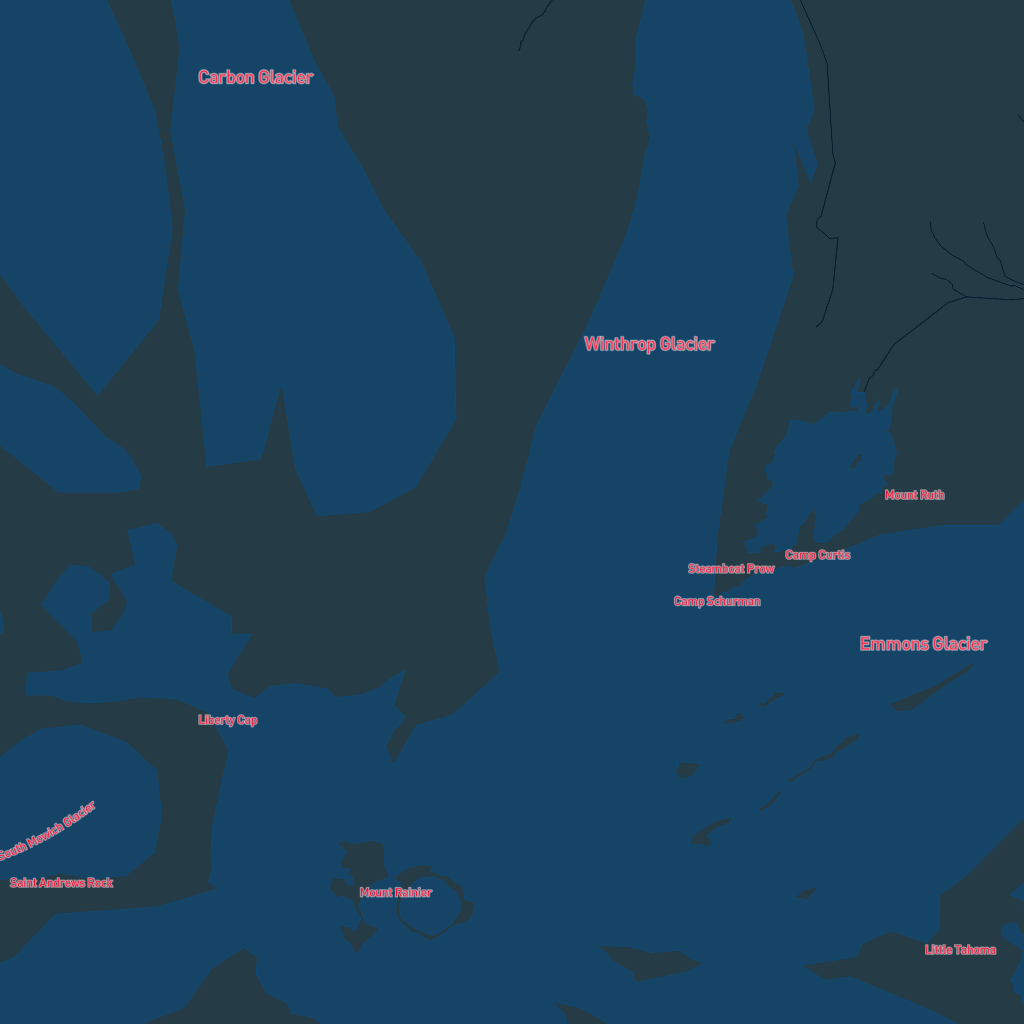 Carbon Glacier
Winthrop Glacier
Mount Ruth
Camp Curtis
Steamboat Prow
Camp Schurman
Emmons Glacier
Liberty Cap
South Mowich Glacier
Saint Andrews Rock
Mount Rainier
Little Tahoma